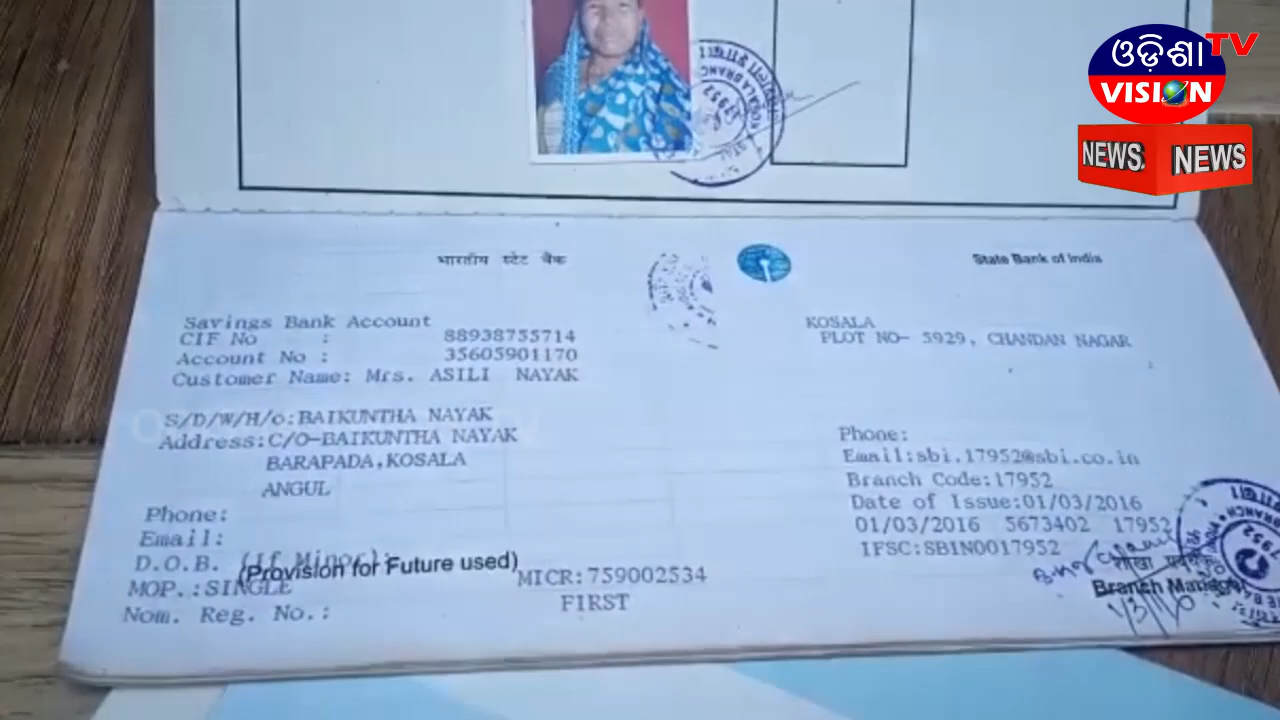 ଓଡ଼ିଶା TV
VISION
NEWS NEWS
भारतीय स्टेट बैंक
State Bank of India
Savings Bank Account
CIF No : 88938755714
Account No : 35605901170
Customer Name: Mrs. ASILI NAYAK
S/D/W/H/o:BAIKUNTHA NAYAK
Address:C/O-BAIKUNTHA NAYAK
BARAPADA,KOSALA
ANGUL
Phone:
Email:
D.O.B. (If Minor):
(Provision for Future used)
MOP.:SINGLE
Nom. Reg. No.:
MICR:759002534
FIRST
KOSALA
PLOT NO- 5929, CHANDAN NAGAR
Phone:
Email:sbi.17952@sbi.co.in
Branch Code:17952
Date of Issue:01/03/2016
01/03/2016 5673402 17952
IFSC:SBIN0017952
शाखा
Branch Manager